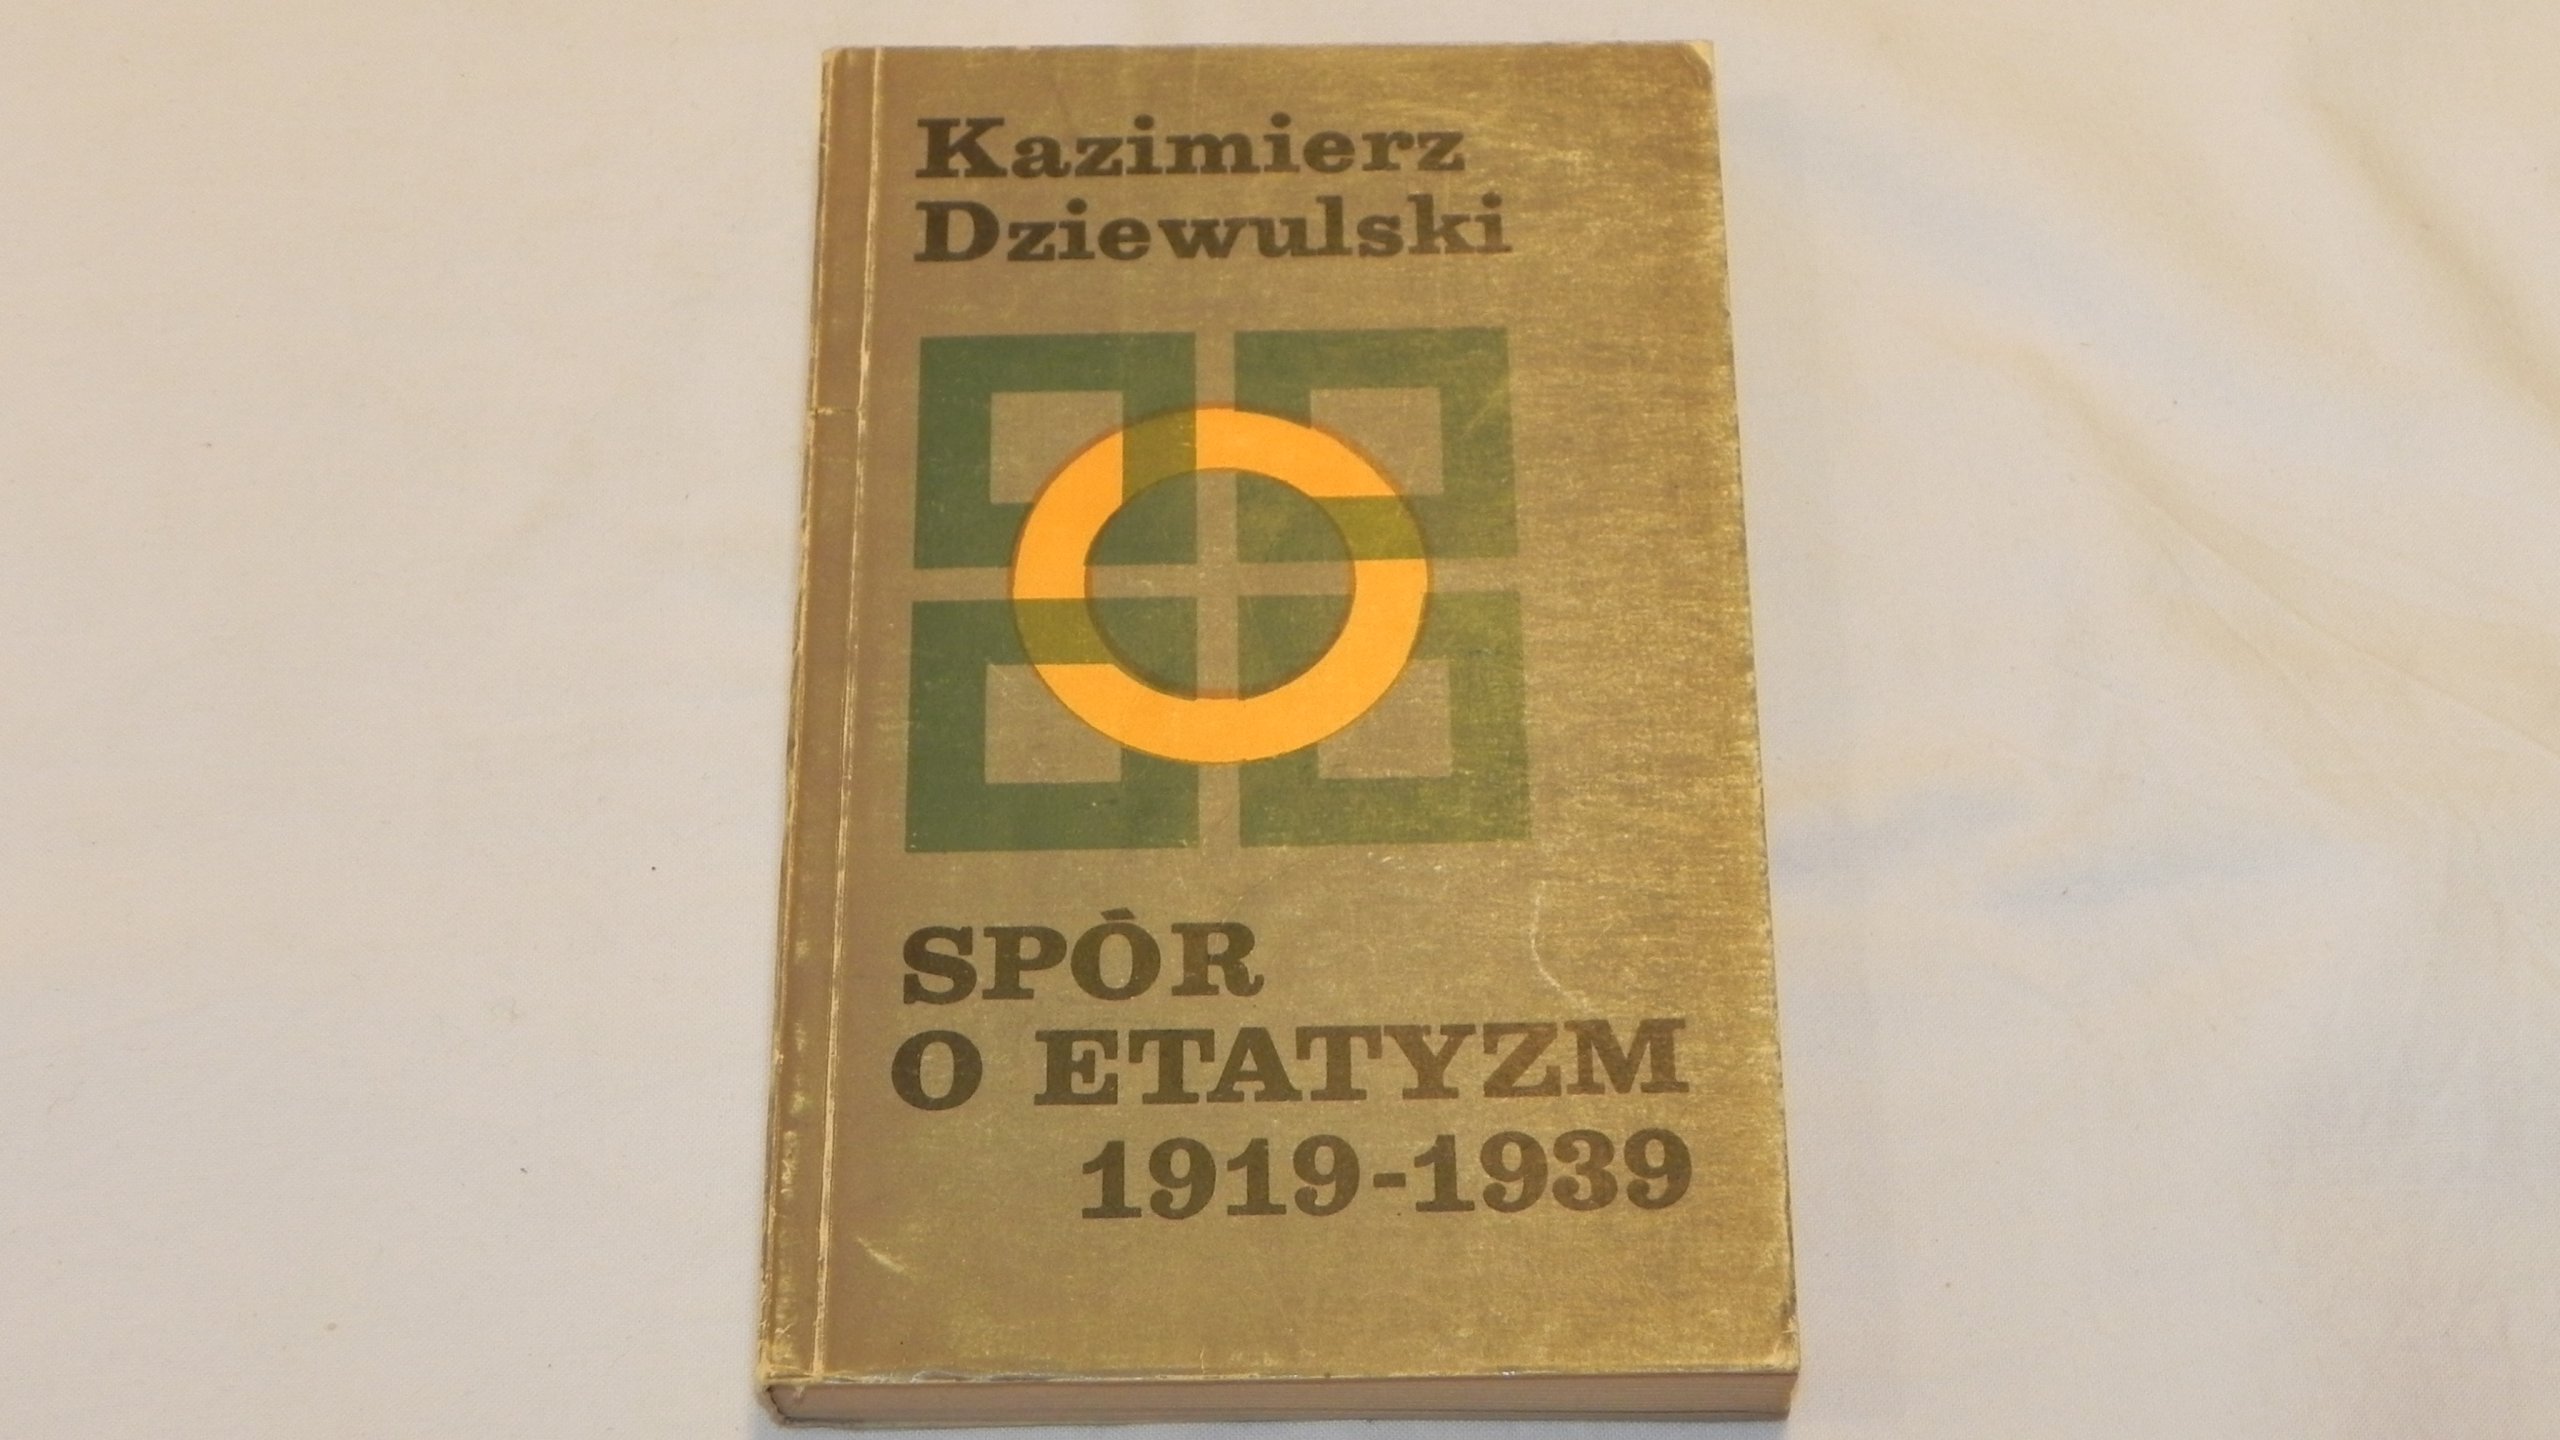 Kazimierz
Dziewulski
SPÓR
O ETATYZM
1919-1939